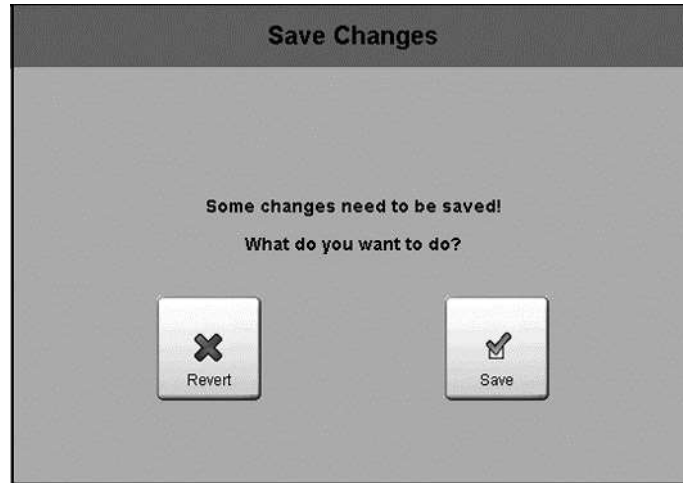 Save Changes
Some changes need to be saved!
What do you want to do?
Revert
Save